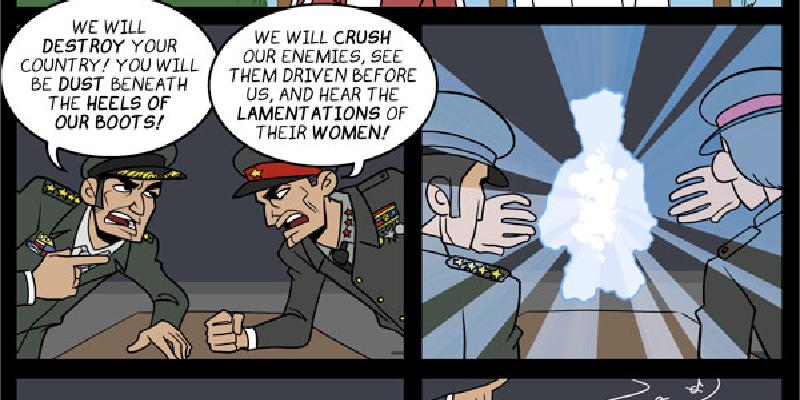 WE WILL
DESTROY YOUR
COUNTRY! YOU WILL
BE DUST BENEATH
THE HEELS OF
OUR BOOTS!
WE WILL CRUSH
OUR ENEMIES, SEE
THEM DRIVEN BEFORE
US, AND HEAR THE
LAMENTATIONS OF
THEIR WOMEN!